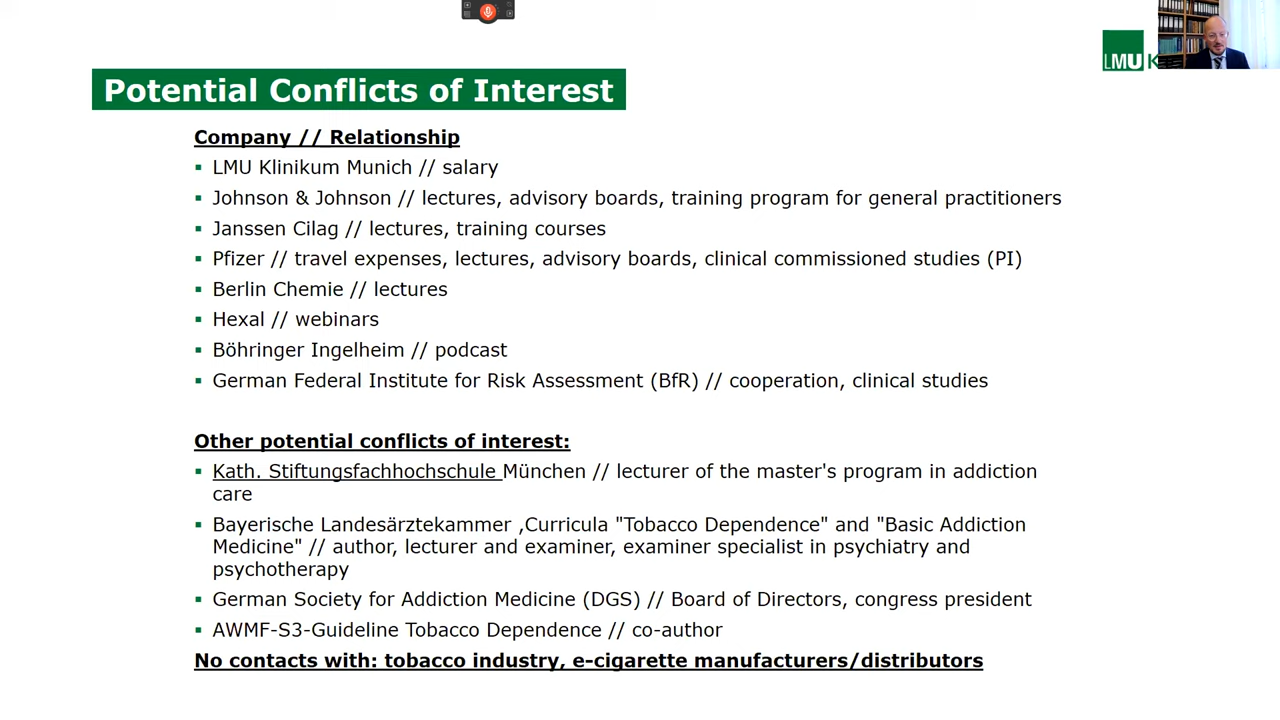 LMU K
Potential Conflicts of Interest
Company // Relationship
▪ LMU Klinikum Munich // salary
▪ Johnson & Johnson // lectures, advisory boards, training program for general practitioners
▪ Janssen Cilag // lectures, training courses
▪ Pfizer // travel expenses, lectures, advisory boards, clinical commissioned studies (PI)
▪ Berlin Chemie // lectures
▪ Hexal // webinars
▪ Böhringer Ingelheim // podcast
▪ German Federal Institute for Risk Assessment (BfR) // cooperation, clinical studies
Other potential conflicts of interest:
▪ Kath. Stiftungsfachhochschule München // lecturer of the master's program in addiction
care
▪ Bayerische Landesärztekammer ,Curricula "Tobacco Dependence" and "Basic Addiction
Medicine" // author, lecturer and examiner, examiner specialist in psychiatry and
psychotherapy
▪ German Society for Addiction Medicine (DGS) // Board of Directors, congress president
▪ AWMF-S3-Guideline Tobacco Dependence // co-author
No contacts with: tobacco industry, e-cigarette manufacturers/distributors